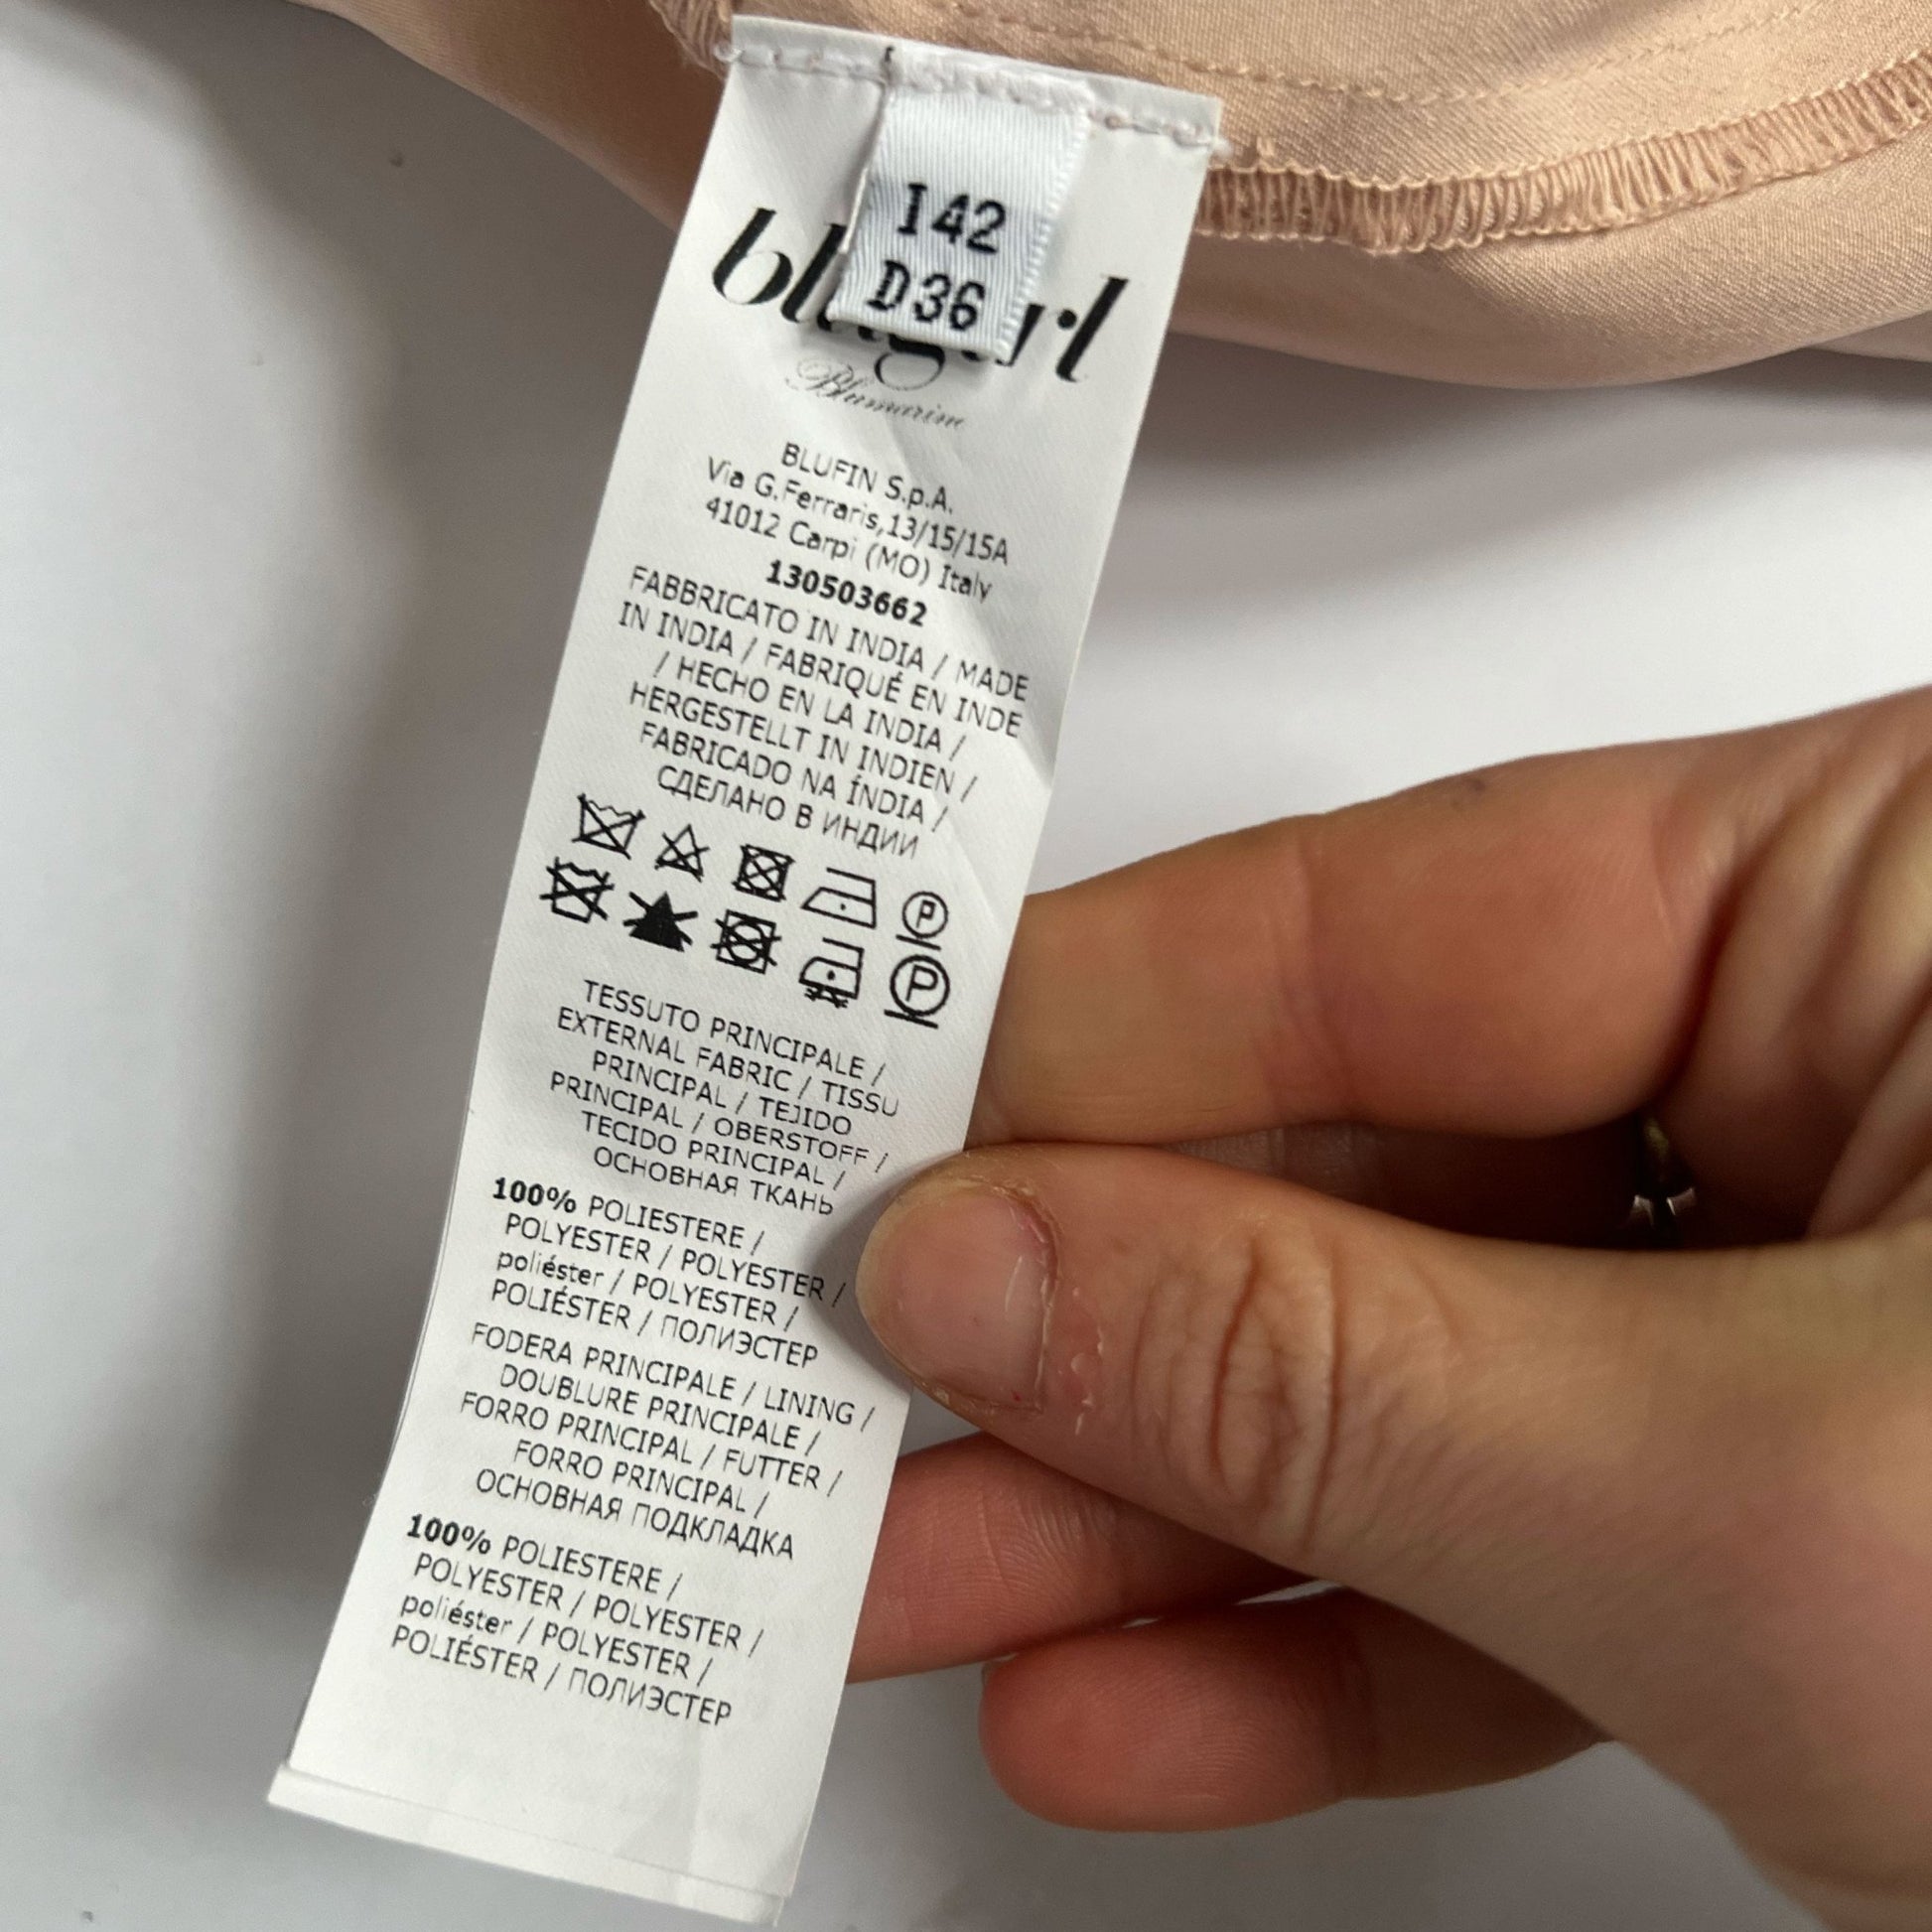 I 42
D 36
Blumarine
BLUFIN S.p.A.
Via G.Ferraris,13/15/15A
41012 Carpi (MO) Italy
130503662
FABBRICATO IN INDIA / MADE
IN INDIA / FABRIQUÉ EN INDE
/ HECHO EN LA INDIA /
HERGESTELLT IN INDIEN /
FABRICADO NA ÍNDIA /
СДЕЛАНО В ИНДИИ
P
P
TESSUTO PRINCIPALE /
EXTERNAL FABRIC / TISSU
PRINCIPAL / TEJIDO
PRINCIPAL / OBERSTOFF /
TECIDO PRINCIPAL /
ОСНОВНАЯ ТКАНЬ
100% POLIESTERE /
POLYESTER / POLYESTER /
poliéster / POLYESTER /
POLIÉSTER / ПОЛИЭСТЕР
FODERA PRINCIPALE / LINING /
DOUBLURE PRINCIPALE /
FORRO PRINCIPAL / FUTTER /
FORRO PRINCIPAL /
ОСНОВНАЯ ПОДКЛАДКА
100% POLIESTERE /
POLYESTER / POLYESTER /
poliéster / POLYESTER /
POLIÉSTER / ПОЛИЭСТЕР